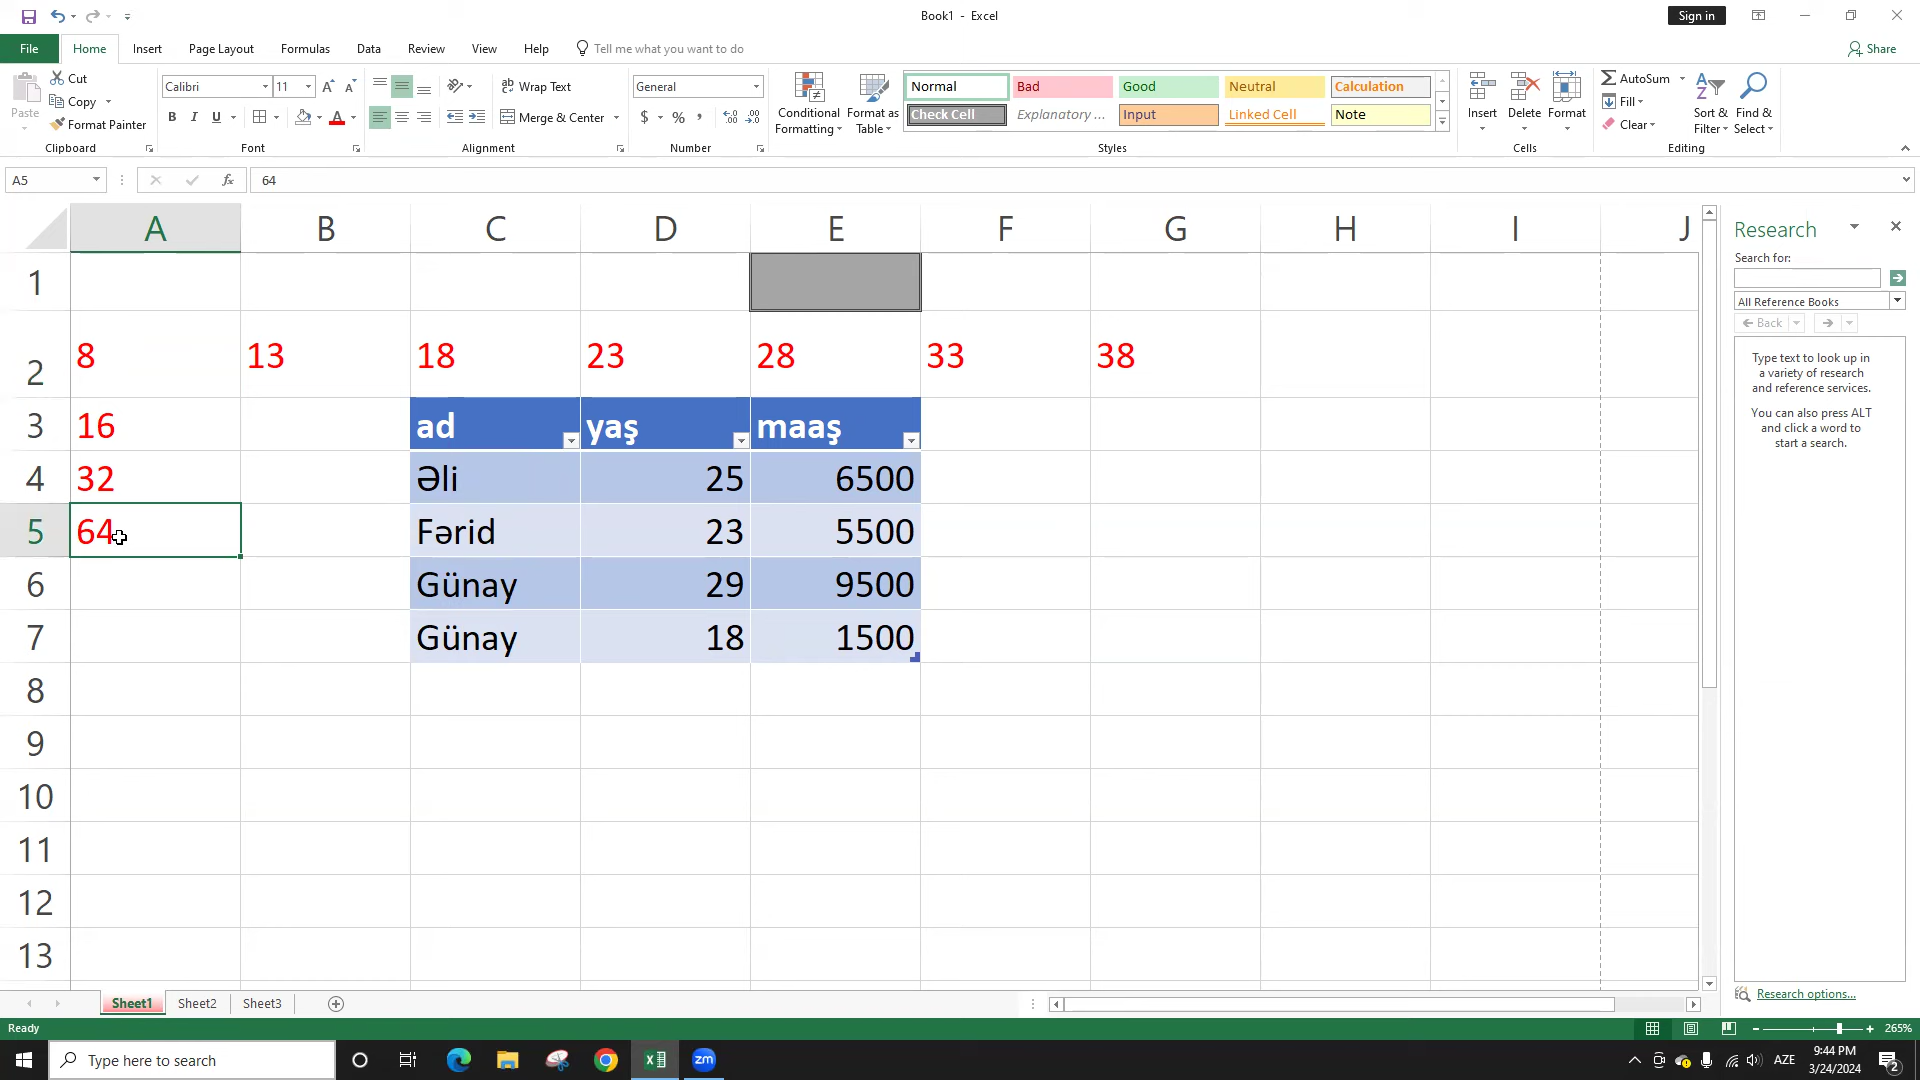 Book1 - Excel
Sign in
File Home Insert Page Layout Formulas Data Review View Help Tell me what you want to do
Share
Paste
Cut
Copy
Format Painter
Clipboard
Calibri 11
B I U
Font
Wrap Text
Merge & Center
Alignment
General
$ % ,
Number
Conditional Formatting
Format as Table
Normal Bad Good Neutral Calculation
Check Cell Explanatory ... Input Linked Cell Note
Styles
Insert Delete Format
Cells
AutoSum
Fill
Clear
Sort & Filter
Find & Select
Editing
A5 fx 64
A B C D E F G H I J
1
2 8 13 18 23 28 33 38
3 16 ad yaş maaş
4 32 Əli 25 6500
5 64 Fərid 23 5500
6 Günay 29 9500
7 Günay 18 1500
8
9
10
11
12
13
Research
Search for:
All Reference Books
Back
Type text to look up in
a variety of research
and reference services.
You can also press ALT
and click a word to
start a search.
Research options...
Sheet1 Sheet2 Sheet3
Ready
265%
Type here to search
zm
AZE
9:44 PM
3/24/2024
2